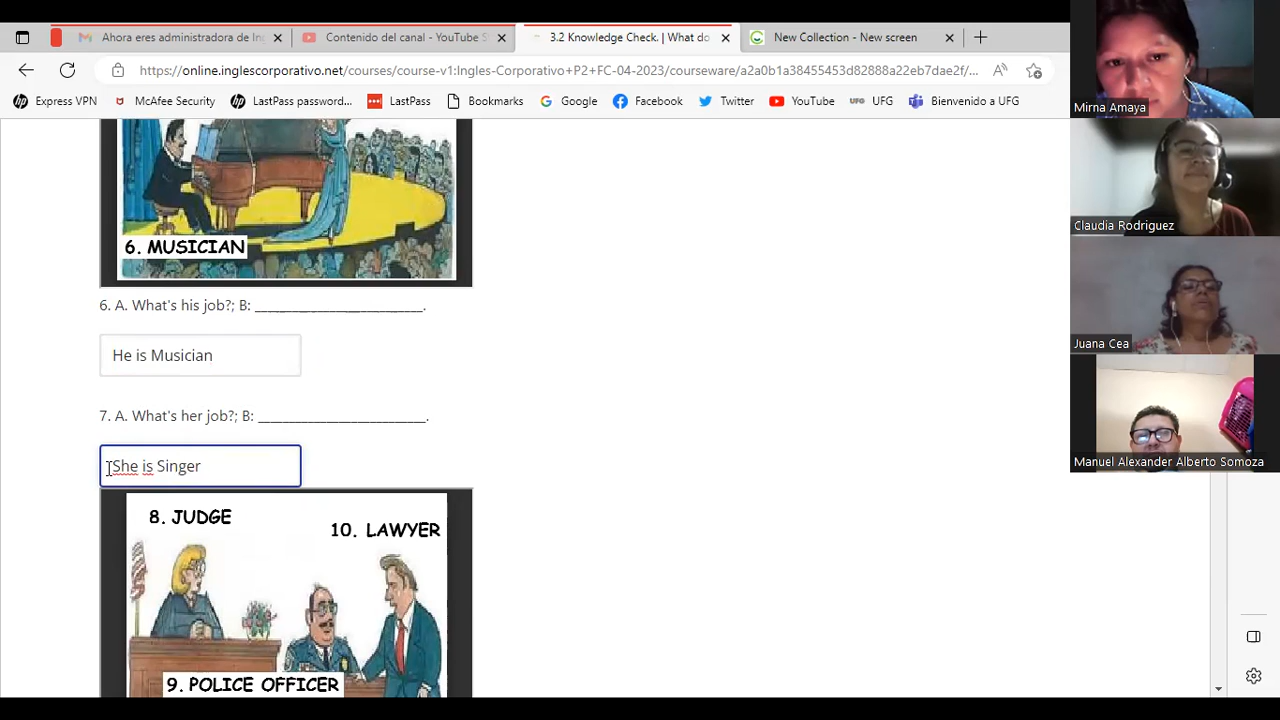 Ahora eres administradora de In
Contenido del canal - YouTube S
3.2 Knowledge Check. | What do
New Collection - New screen
https://online.inglescorporativo.net/courses/course-v1:Ingles-Corporativo+P2+FC-04-2023/courseware/a2a0b1a38455453d82888a22eb7dae2f/...
Express VPN
McAfee Security
LastPass password...
LastPass
Bookmarks
Google
Facebook
Twitter
YouTube
UFG
Bienvenido a UFG
6. MUSICIAN
6. A. What's his job?; B: _________________________.
He is Musician
7. A. What's her job?; B: _________________________.
She is Singer
8. JUDGE
10. LAWYER
9. POLICE OFFICER
Mirna Amaya
Claudia Rodriguez
Juana Cea
Manuel Alexander Alberto Somoza